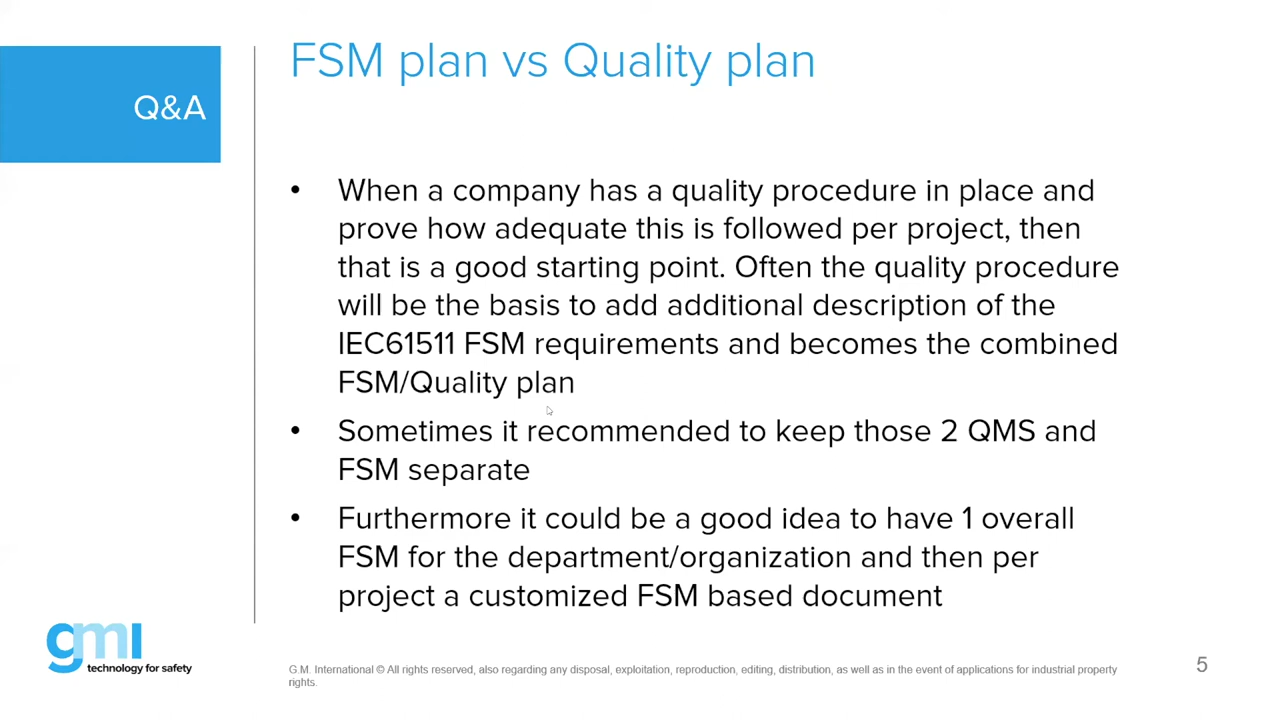 FSM plan vs Quality plan
Q&A
• When a company has a quality procedure in place and
prove how adequate this is followed per project, then
that is a good starting point. Often the quality procedure
will be the basis to add additional description of the
IEC61511 FSM requirements and becomes the combined
FSM/Quality plan
• Sometimes it recommended to keep those 2 QMS and
FSM separate
• Furthermore it could be a good idea to have 1 overall
FSM for the department/organization and then per
project a customized FSM based document
gmi
technology for safety
G.M. International © All rights reserved, also regarding any disposal, exploitation, reproduction, editing, distribution, as well as in the event of applications for industrial property
rights.
5